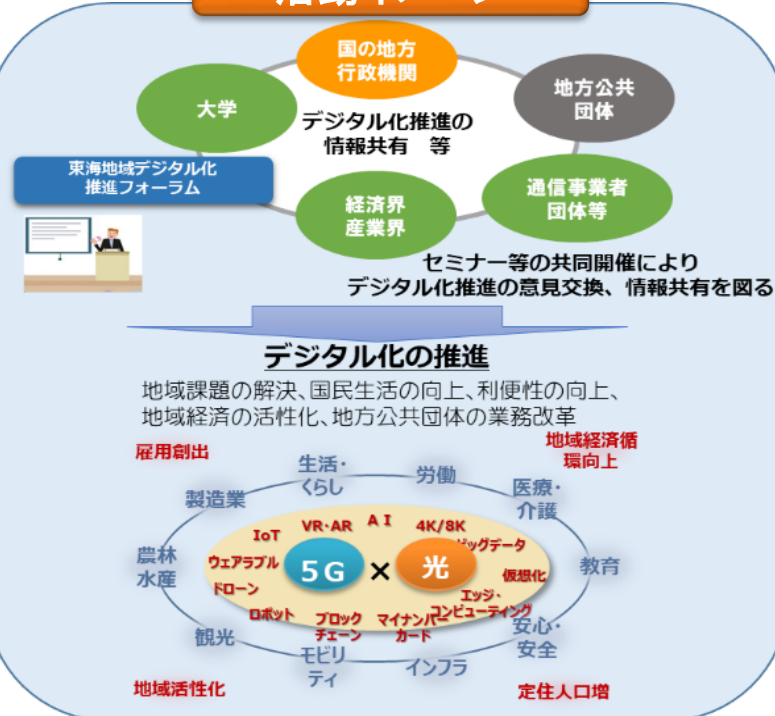 国の地方
行政機関
大学
地方公共
団体
デジタル化推進の
情報共有 等
東海地域デジタル化
推進フォーラム
経済界
産業界
通信事業者
団体等
セミナー等の共同開催により
デジタル化推進の意見交換、情報共有を図る
デジタル化の推進
地域課題の解決、国民生活の向上、利便性の向上、
地域経済の活性化、地方公共団体の業務改革
雇用創出
地域経済循
環向上
生活・
くらし
労働
製造業
医療・
介護
VR・AR
AI
4K/8K
IoT
ビッグデータ
農林
水産
ウェアラブル
5G
×
光
仮想化
教育
ドローン
エッジ・
コンピューティング
ロボット
ブロック
チェーン
マイナンバー
カード
観光
安心・
安全
モビリ
ティ
インフラ
地域活性化
定住人口増